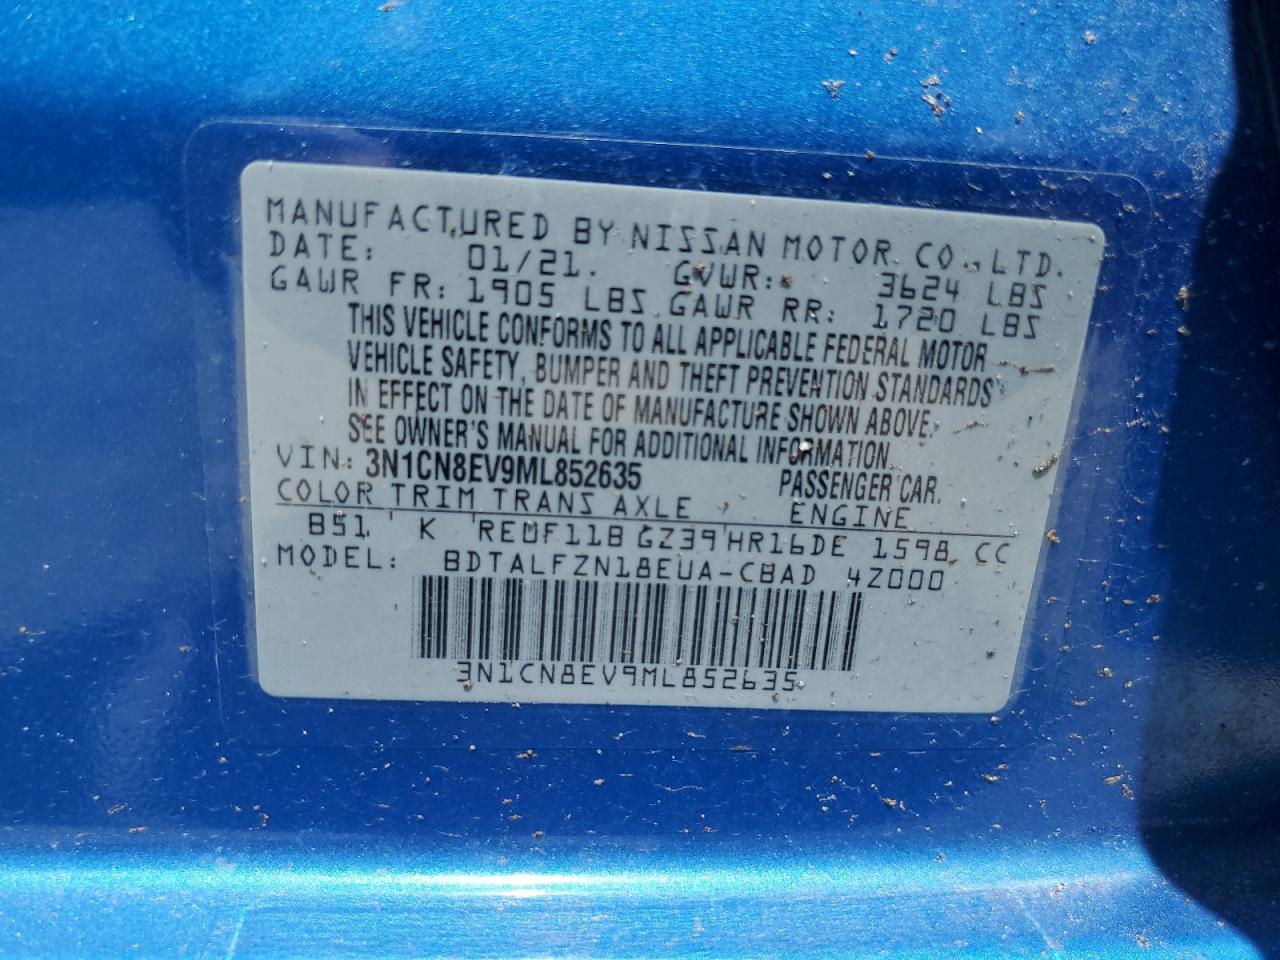 MANUFACTURED BY NISSAN MOTOR CO., LTD.
DATE: 01/21. GVWR: 3624 LBS
GAWR FR: 1905 LBS GAWR RR: 1720 LBS
THIS VEHICLE CONFORMS TO ALL APPLICABLE FEDERAL MOTOR
VEHICLE SAFETY, BUMPER AND THEFT PREVENTION STANDARDS
IN EFFECT ON THE DATE OF MANUFACTURE SHOWN ABOVE.
SEE OWNER'S MANUAL FOR ADDITIONAL INFORMATION.
VIN: 3N1CN8EV9ML852635 PASSENGER CAR.
COLOR TRIM TRANS AXLE ENGINE
B51 K RE0F11B GZ39 HR16DE 1598 CC
MODEL: BDTALFZN18EUA-CBAD 4Z000
3N1CN8EV9ML852635